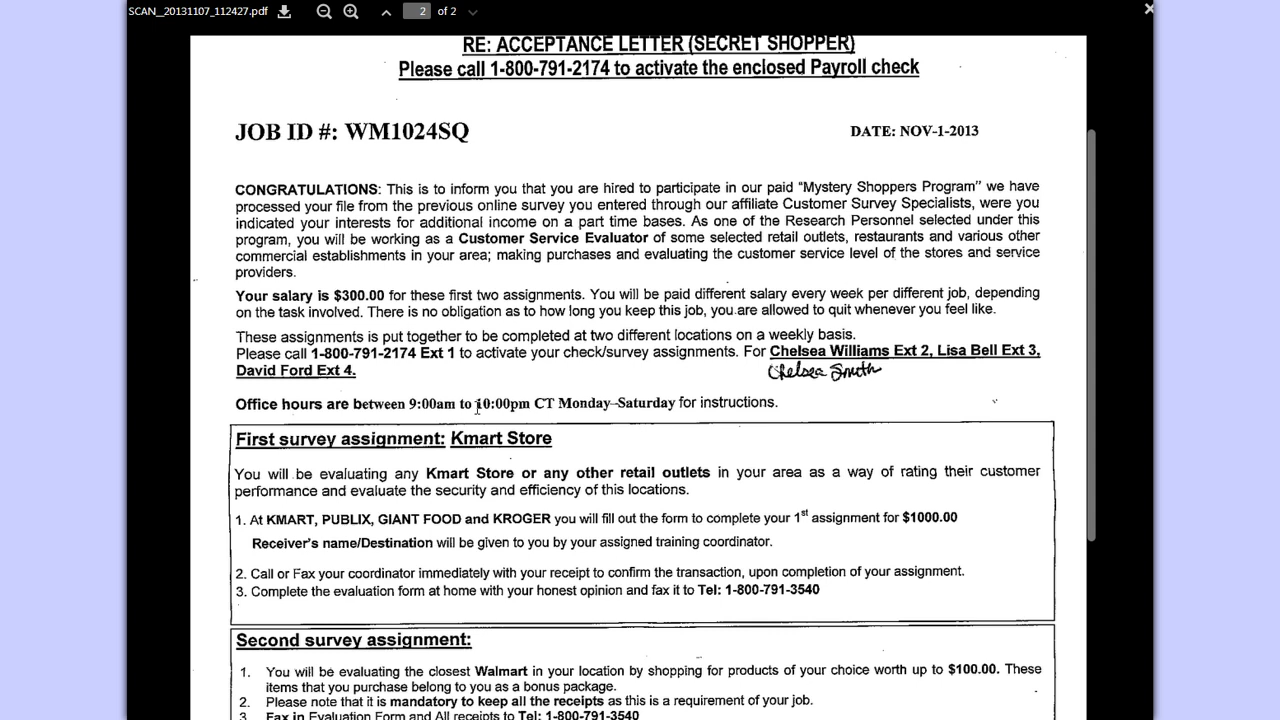 SCAN_20131107_112427.pdf 2 of 2
RE: ACCEPTANCE LETTER (SECRET SHOPPER)
Please call 1-800-791-2174 to activate the enclosed Payroll check
JOB ID #: WM1024SQ DATE: NOV-1-2013
CONGRATULATIONS: This is to inform you that you are hired to participate in our paid "Mystery Shoppers Program" we have
processed your file from the previous online survey you entered through our affiliate Customer Survey Specialists, were you
indicated your interests for additional income on a part time bases. As one of the Research Personnel selected under this
program, you will be working as a Customer Service Evaluator of some selected retail outlets, restaurants and various other
commercial establishments in your area; making purchases and evaluating the customer service level of the stores and service
providers.
Your salary is $300.00 for these first two assignments. You will be paid different salary every week per different job, depending
on the task involved. There is no obligation as to how long you keep this job, you are allowed to quit whenever you feel like.
These assignments is put together to be completed at two different locations on a weekly basis.
Please call 1-800-791-2174 Ext 1 to activate your check/survey assignments. For Chelsea Williams Ext 2, Lisa Bell Ext 3,
David Ford Ext 4.
Chelsea Smith
Office hours are between 9:00am to 10:00pm CT Monday-Saturday for instructions.
First survey assignment: Kmart Store
You will be evaluating any Kmart Store or any other retail outlets in your area as a way of rating their customer
performance and evaluate the security and efficiency of this locations.
1. At KMART, PUBLIX, GIANT FOOD and KROGER you will fill out the form to complete your 1st assignment for $1000.00
Receiver's name/Destination will be given to you by your assigned training coordinator.
2. Call or Fax your coordinator immediately with your receipt to confirm the transaction, upon completion of your assignment.
3. Complete the evaluation form at home with your honest opinion and fax it to Tel: 1-800-791-3540
Second survey assignment:
1. You will be evaluating the closest Walmart in your location by shopping for products of your choice worth up to $100.00. These
items that you purchase belong to you as a bonus package.
2. Please note that it is mandatory to keep all the receipts as this is a requirement of your job.
3. Fax in Evaluation Form and All receipts to Tel: 1-800-791-3540